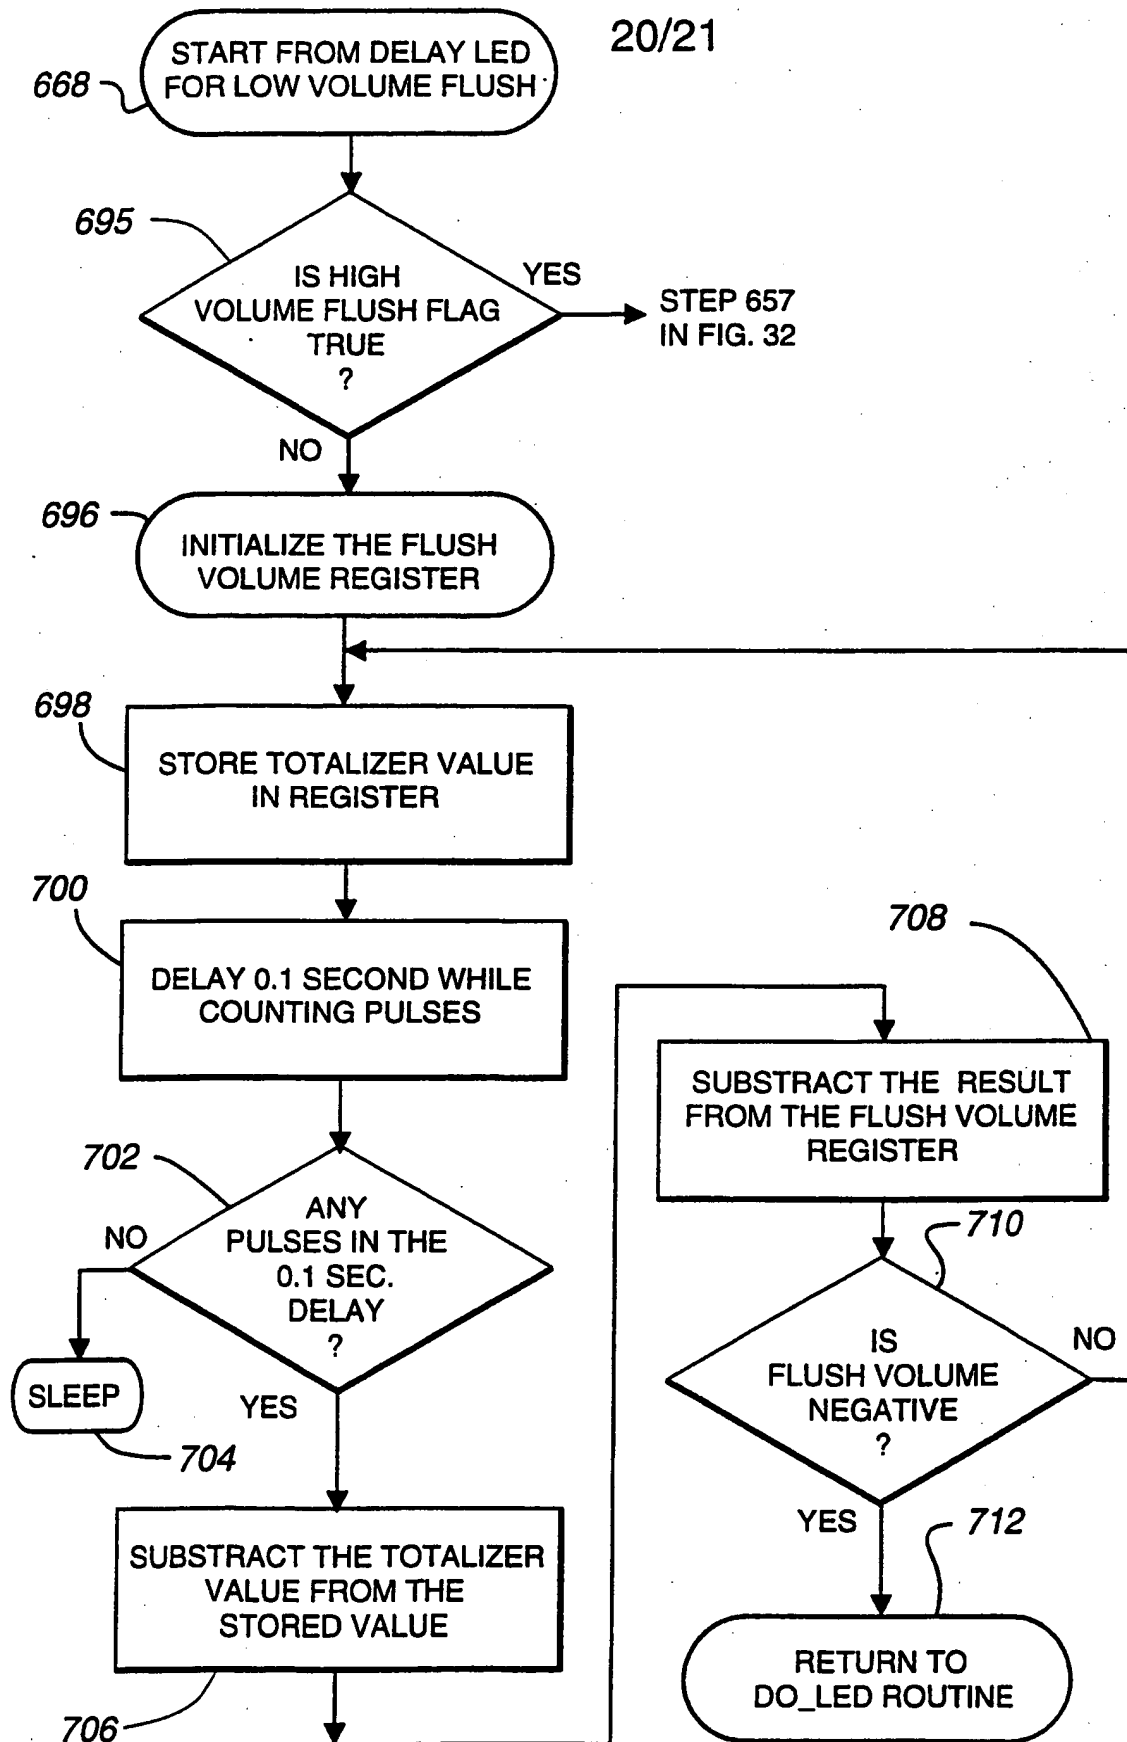 20/21
START FROM DELAY LED
FOR LOW VOLUME FLUSH
668
695
IS HIGH
VOLUME FLUSH FLAG
TRUE
?
YES
STEP 657
IN FIG. 32
NO
696
INITIALIZE THE FLUSH
VOLUME REGISTER
698
STORE TOTALIZER VALUE
IN REGISTER
700
DELAY 0.1 SECOND WHILE
COUNTING PULSES
702
ANY
PULSES IN THE
0.1 SEC.
DELAY
?
NO
SLEEP
704
YES
SUBSTRACT THE TOTALIZER
VALUE FROM THE
STORED VALUE
706
708
SUBSTRACT THE RESULT
FROM THE FLUSH VOLUME
REGISTER
710
IS
FLUSH VOLUME
NEGATIVE
?
NO
YES
712
RETURN TO
DO_LED ROUTINE